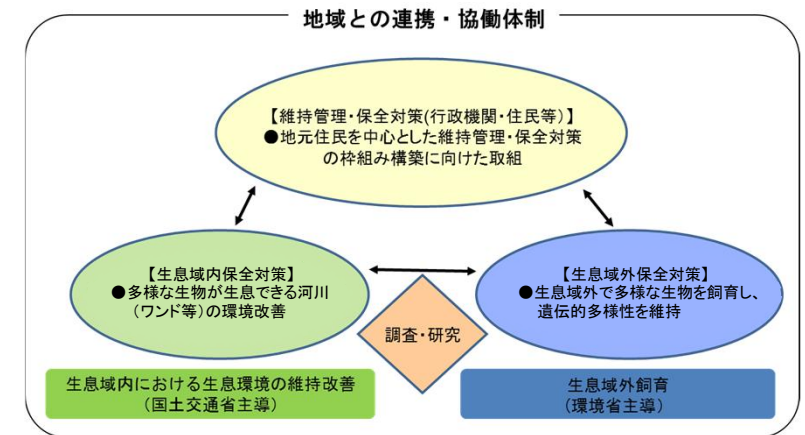 地域との連携・協働体制
【維持管理・保全対策(行政機関・住民等)】
●地元住民を中心とした維持管理・保全対策
の枠組み構築に向けた取組
【生息域内保全対策】
●多様な生物が生息できる河川
（ワンド等）の環境改善
【生息域外保全対策】
●生息域外で多様な生物を飼育し、
遺伝的多様性を維持
調査・研究
生息域内における生息環境の維持改善
（国土交通省主導）
生息域外飼育
（環境省主導）